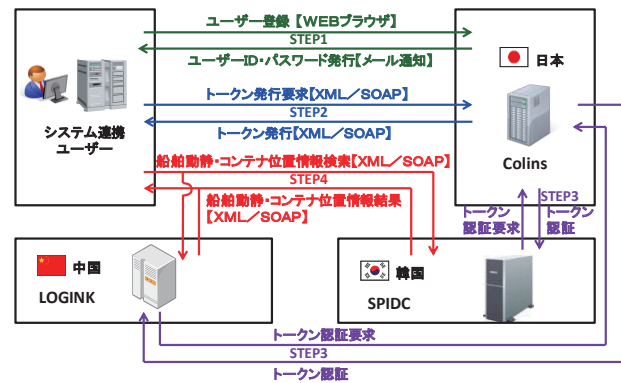 ユーザー登録【WEBブラウザ】
STEP1
ユーザーID・パスワード発行【メール通知】
日本
トークン発行要求【XML／SOAP】
STEP2
トークン発行【XML／SOAP】
システム連携
ユーザー
Colins
船舶動静・コンテナ位置情報検索【XML／SOAP】
STEP4
船舶動静・コンテナ位置情報結果
【XML／SOAP】
STEP3
トークン
認証要求
トークン
認証
中国
LOGINK
韓国
SPIDC
トークン認証要求
STEP3
トークン認証